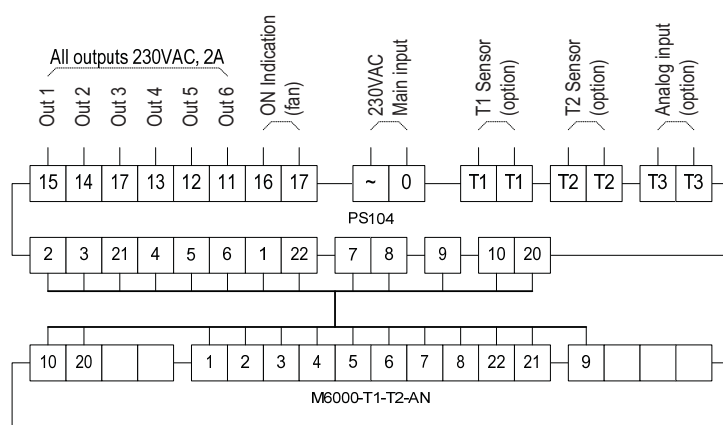 All outputs 230VAC, 2A
Out 1
Out 2
Out 3
Out 4
Out 5
Out 6
ON Indication
(fan)
230VAC
Main input
T1 Sensor
(option)
T2 Sensor
(option)
Analog input
(option)
15 14 17 13 12 11 16 17 ~ 0 T1 T1 T2 T2 T3 T3
PS104
2 3 21 4 5 6 1 22 7 8 9 10 20
10 20 1 2 3 4 5 6 7 8 22 21 9
M6000-T1-T2-AN